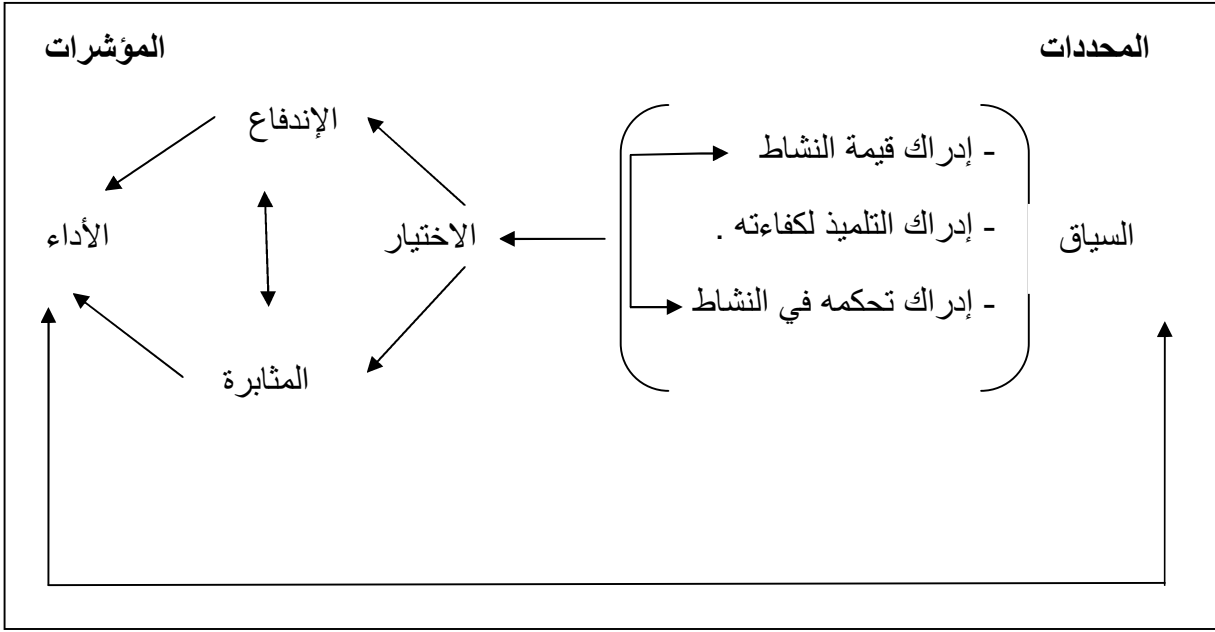 المحددات
المؤشرات
السياق
- إدراك قيمة النشاط
- إدراك التلميذ لكفاءته .
- إدراك تحكمه في النشاط
الاختيار
الإندفاع
المثابرة
الأداء